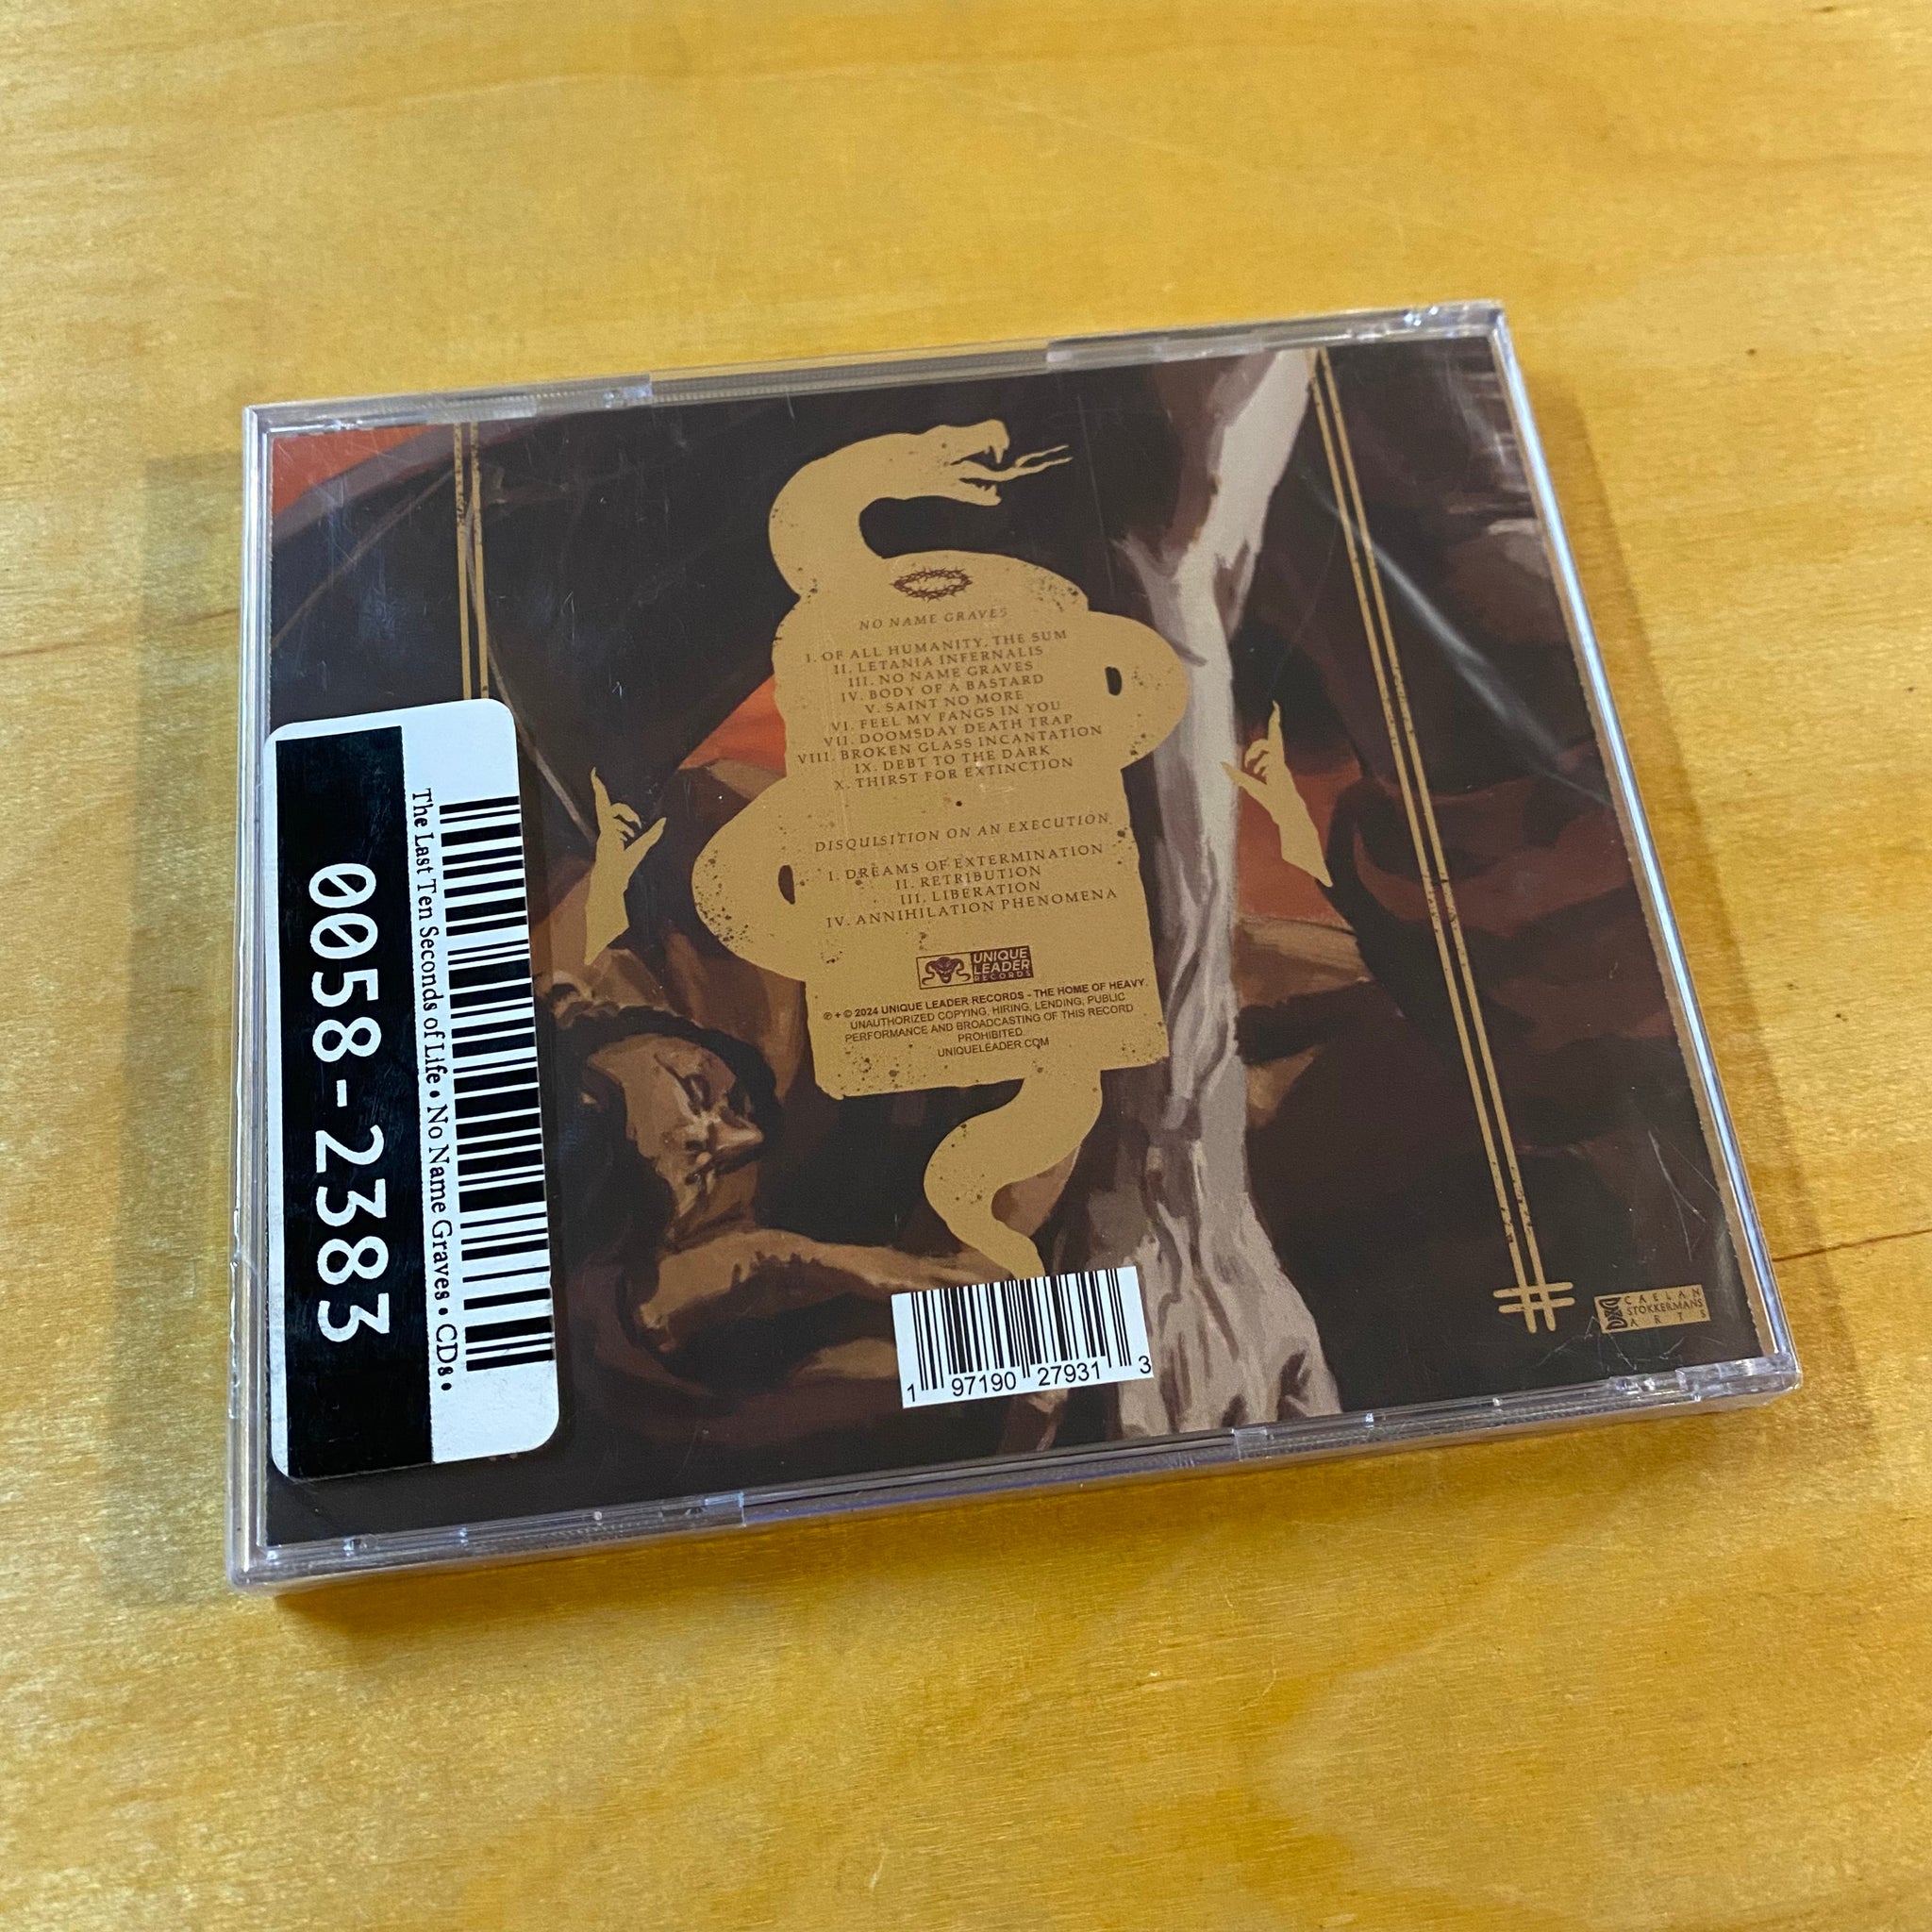 NO NAME GRAVES
I. OF ALL HUMANITY, THE SUM
II. LETANIA INFERNALIS
III. NO NAME GRAVES
IV. BODY OF A BASTARD
V. SAINT NO MORE
VI. FEEL MY FANGS IN YOU
VII. DOOMSDAY DEATH TRAP
VIII. BROKEN GLASS INCANTATION
IX. DEBT TO THE DARK
X. THIRST FOR EXTINCTION
DISQUISITION ON AN EXECUTION
I. DREAMS OF EXTERMINATION
II. RETRIBUTION
III. LIBERATION
IV. ANNIHILATION PHENOMENA
UNIQUE
LEADER
RECORDS
℗ + © 2024 UNIQUE LEADER RECORDS - THE HOME OF HEAVY.
UNAUTHORIZED COPYING, HIRING, LENDING, PUBLIC
PERFORMANCE AND BROADCASTING OF THIS RECORD
PROHIBITED.
UNIQUELEADER.COM
The Last Ten Seconds of Life • No Name Graves • CDs •
0058-2383
1 97190 27931 3
CAELAN
STOKKERMANS
ARTS